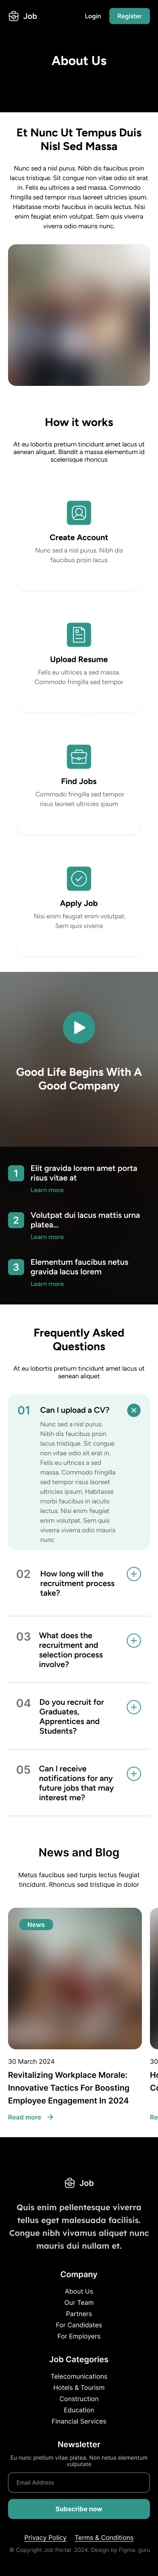 Job
Login
Register
About Us
Et Nunc Ut Tempus Duis
Nisl Sed Massa
Nunc sed a nisl purus. Nibh dis faucibus proin
lacus tristique. Sit congue non vitae odio sit erat
in. Felis eu ultrices a sed massa. Commodo
fringilla sed tempor risus laoreet ultricies ipsum.
Habitasse morbi faucibus in iaculis lectus. Nisi
enim feugiat enim volutpat. Sem quis viverra
viverra odio mauris nunc.
How it works
At eu lobortis pretium tincidunt amet lacus ut
aenean aliquet. Blandit a massa elementum id
scelerisque rhoncus
Create Account
Nunc sed a nisl purus. Nibh dis
faucibus proin lacus
Upload Resume
Felis eu ultrices a sed massa.
Commodo fringilla sed tempor
Find Jobs
Commodo fringilla sed tempor
risus laoreet ultricies ipsum
Apply Job
Nisi enim feugiat enim volutpat.
Sem quis viverra
Good Life Begins With A
Good Company
1
Elit gravida lorem amet porta
risus vitae at
Learn more
2
Volutpat dui lacus mattis urna
platea...
Learn more
3
Elementum faucibus netus
gravida lacus lorem
Learn more
Frequently Asked
Questions
At eu lobortis pretium tincidunt amet lacus ut
aenean aliquet
01
Can I upload a CV?
Nunc sed a nisl purus.
Nibh dis faucibus proin
lacus tristique. Sit congue
non vitae odio sit erat in.
Felis eu ultrices a sed
massa. Commodo fringilla
sed tempor risus laoreet
ultricies ipsum. Habitasse
morbi faucibus in iaculis
lectus. Nisi enim feugiat
enim volutpat. Sem quis
viverra viverra odio mauris
nunc
02
How long will the
recruitment process
take?
03
What does the
recruitment and
selection process
involve?
04
Do you recruit for
Graduates,
Apprentices and
Students?
05
Can I receive
notifications for any
future jobs that may
interest me?
News and Blog
Metus faucibus sed turpis lectus feugiat
tincidunt. Rhoncus sed tristique in dolor
News
30 March 2024
Revitalizing Workplace Morale:
Innovative Tactics For Boosting
Employee Engagement In 2024
Read more
30
Ho
Co
Re
Job
Quis enim pellentesque viverra
tellus eget malesuada facilisis.
Congue nibh vivamus aliquet nunc
mauris dui nullam et.
Company
About Us
Our Team
Partners
For Candidates
For Employers
Job Categories
Telecomunications
Hotels & Tourism
Construction
Education
Financial Services
Newsletter
Eu nunc pretium vitae platea. Non netus elementum
vulputate
Email Address
Subscribe now
Privacy Policy
Terms & Conditions
© Copyright Job Portal 2024. Design by Figma. guru